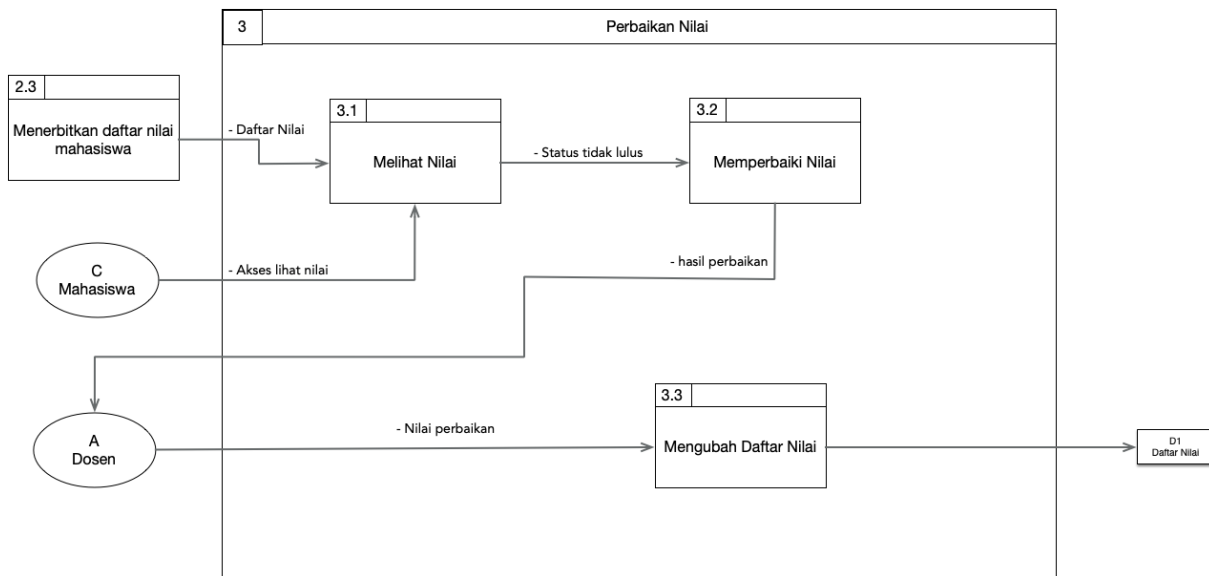 3
Perbaikan Nilai
2.3
Menerbitkan daftar nilai
mahasiswa
- Daftar Nilai
3.1
Melihat Nilai
- Status tidak lulus
3.2
Memperbaiki Nilai
C
Mahasiswa
- Akses lihat nilai
- hasil perbaikan
A
Dosen
- Nilai perbaikan
3.3
Mengubah Daftar Nilai
D1
Daftar Nilai